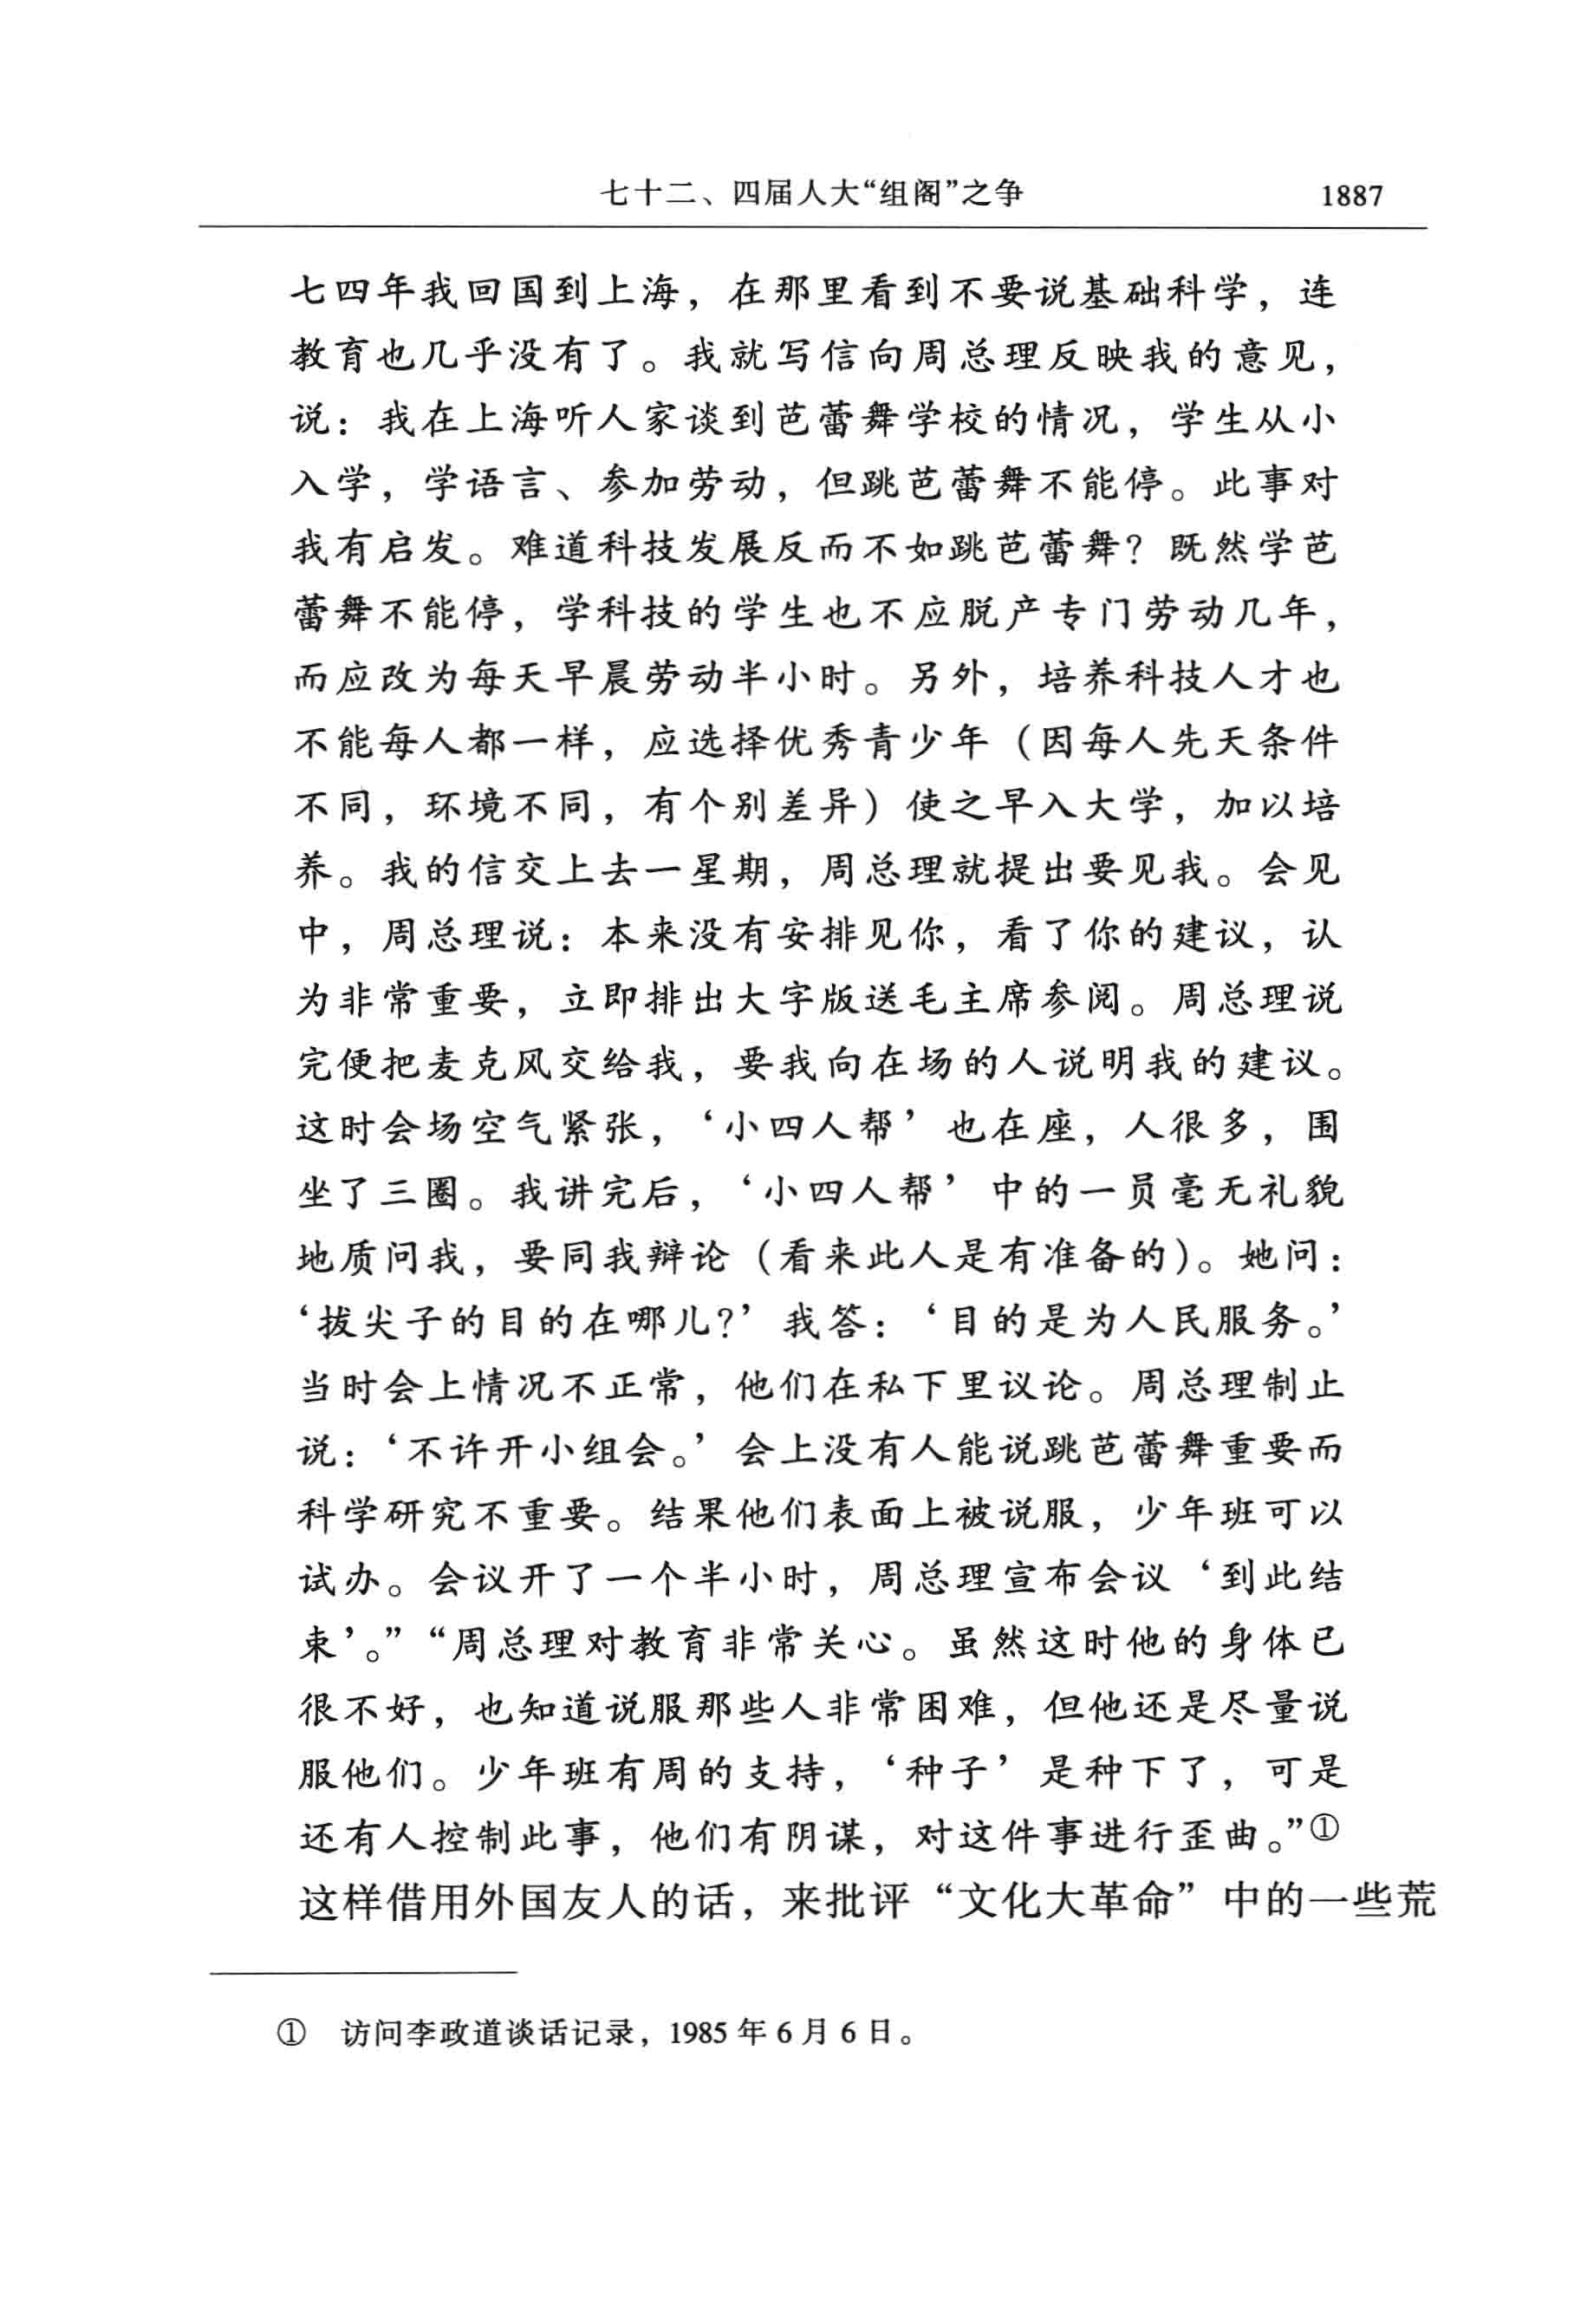 七十二、四届人大“组阁”之争 1887
七四年我回国到上海，在那里看到不要说基础科学，连
教育也几乎没有了。我就写信向周总理反映我的意见，
说：我在上海听人家谈到芭蕾舞学校的情况，学生从小
入学，学语言、参加劳动，但跳芭蕾舞不能停。此事对
我有启发。难道科技发展反而不如跳芭蕾舞？既然学芭
蕾舞不能停，学科技的学生也不应脱产专门劳动几年，
而应改为每天早晨劳动半小时。另外，培养科技人才也
不能每人都一样，应选择优秀青少年（因每人先天条件
不同，环境不同，有个别差异）使之早入大学，加以培
养。我的信交上去一星期，周总理就提出要见我。会见
中，周总理说：本来没有安排见你，看了你的建议，认
为非常重要，立即排出大字版送毛主席参阅。周总理说
完便把麦克风交给我，要我向在场的人说明我的建议。
这时会场空气紧张，‘小四人帮’也在座，人很多，围
坐了三圈。我讲完后，‘小四人帮’中的一员毫无礼貌
地质问我，要同我辩论（看来此人是有准备的）。她问：
‘拔尖子的目的在哪儿？’我答：‘目的是为人民服务。’
当时会上情况不正常，他们在私下里议论。周总理制止
说：‘不许开小组会。’会上没有人能说跳芭蕾舞重要而
科学研究不重要。结果他们表面上被说服，少年班可以
试办。会议开了一个半小时，周总理宣布会议‘到此结
束’。”“周总理对教育非常关心。虽然这时他的身体已
很不好，也知道说服那些人非常困难，但他还是尽量说
服他们。少年班有周的支持，‘种子’是种下了，可是
还有人控制此事，他们有阴谋，对这件事进行歪曲。”①
这样借用外国友人的话，来批评“文化大革命”中的一些荒
① 访问李政道谈话记录，1985年6月6日。